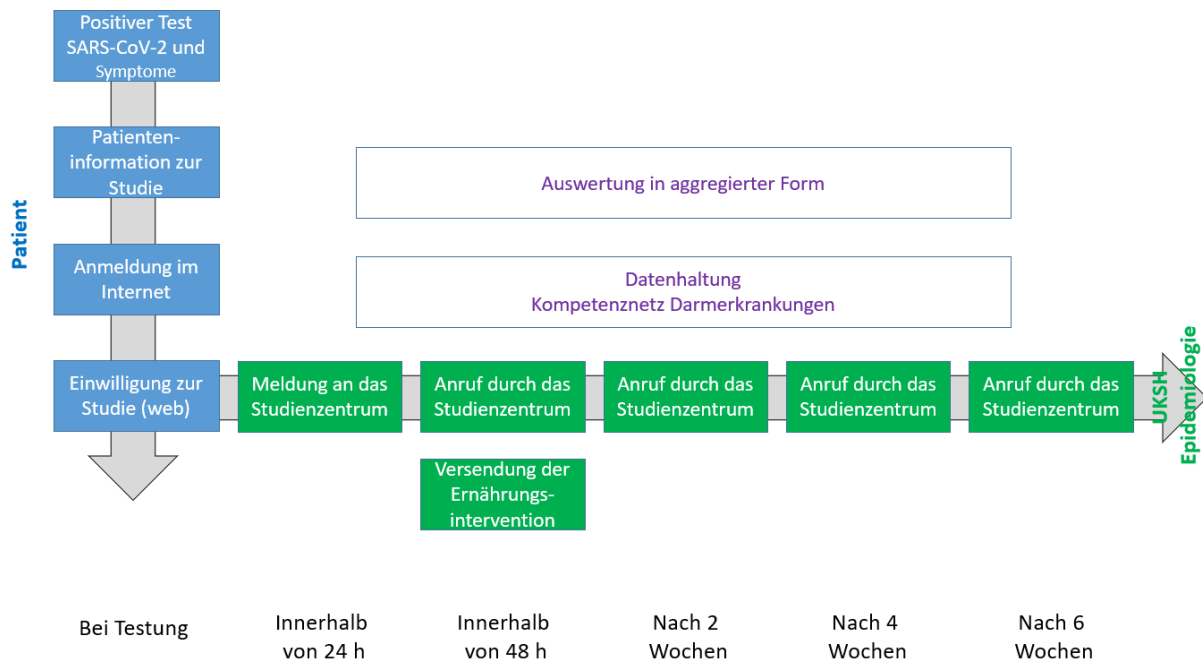 Positiver Test
SARS-CoV-2 und
Symptome
Patienten-
information zur
Studie
Anmeldung im
Internet
Einwilligung zur
Studie (web)
Patient
Auswertung in aggregierter Form
Datenhaltung
Kompetenznetz Darmerkrankungen
Meldung an das
Studienzentrum
Anruf durch das
Studienzentrum
Anruf durch das
Studienzentrum
Anruf durch das
Studienzentrum
Anruf durch das
Studienzentrum
UKSH
Epidemiologie
Versendung der
Ernährungs-
intervention
Bei Testung
Innerhalb
von 24 h
Innerhalb
von 48 h
Nach 2
Wochen
Nach 4
Wochen
Nach 6
Wochen